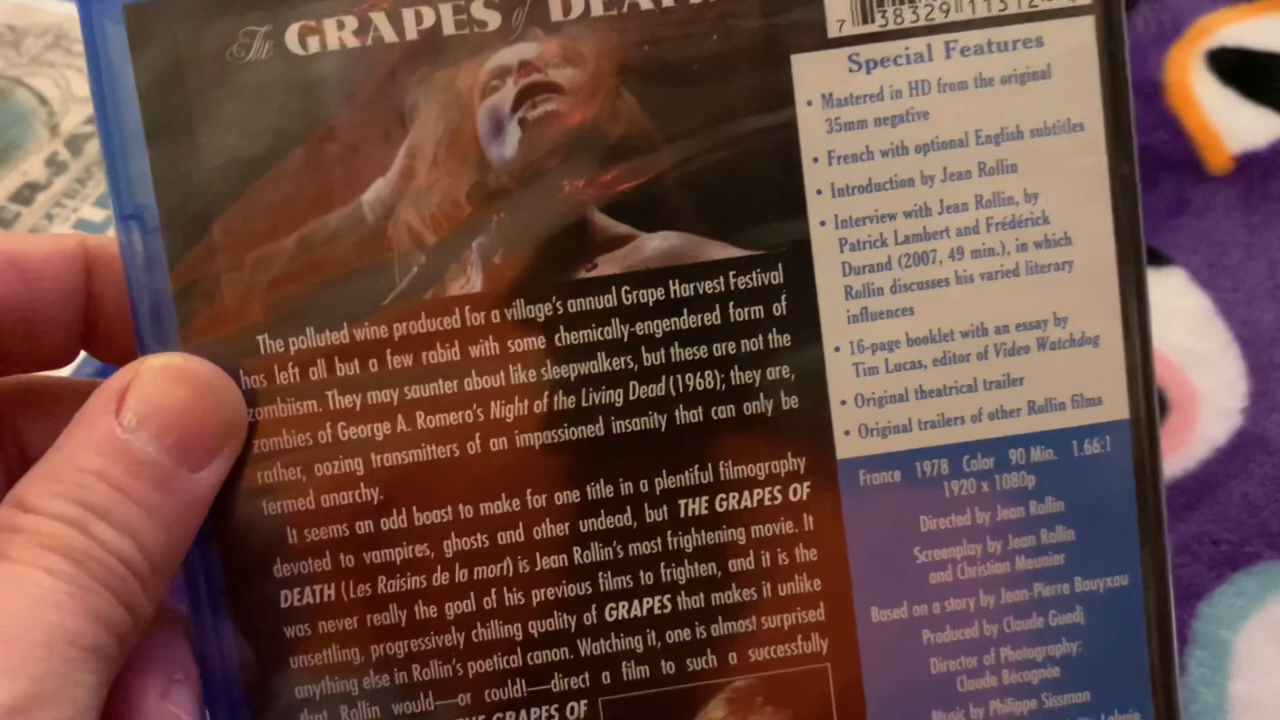 The GRAPES of DEATH
The polluted wine produced for a village's annual Grape Harvest Festival
has left all but a few rabid with some chemically-engendered form of
zombiism. They may saunter about like sleepwalkers, but these are not the
zombies of George A. Romero's Night of the Living Dead (1968); they are,
rather, oozing transmitters of an impassioned insanity that can only be
termed anarchy.
It seems an odd boast to make for one title in a plentiful filmography
devoted to vampires, ghosts and other undead, but THE GRAPES OF
DEATH (Les Raisins de la mort) is Jean Rollin's most frightening movie. It
was never really the goal of his previous films to frighten, and it is the
unsettling, progressively chilling quality of GRAPES that makes it unlike
anything else in Rollin's poetical canon. Watching it, one is almost surprised
that Rollin would—or could!—direct a film to such a successfully
GRAPES OF
7 38329 11312
Special Features
• Mastered in HD from the original
35mm negative
• French with optional English subtitles
• Introduction by Jean Rollin
• Interview with Jean Rollin, by
Patrick Lambert and Frédérick
Durand (2007, 49 min.), in which
Rollin discusses his varied literary
influences
• 16-page booklet with an essay by
Tim Lucas, editor of Video Watchdog
• Original theatrical trailer
• Original trailers of other Rollin films
France 1978 Color 90 Min. 1.66:1
1920 x 1080p
Directed by Jean Rollin
Screenplay by Jean Rollin
and Christian Meunier
Based on a story by Jean-Pierre Bouyxou
Produced by Claude Guedj
Director of Photography:
Claude Bécognée
Music by Philippe Sissman